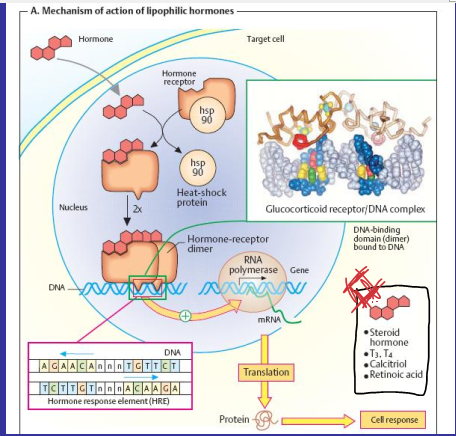 A. Mechanism of action of lipophilic hormones
Hormone
Target cell
Hormone
receptor
hsp
90
hsp
90
Heat-shock
protein
Nucleus
2x
Glucocorticoid receptor/DNA complex
Hormone-receptor
dimer
DNA-binding
domain (dimer)
bound to DNA
RNA
polymerase
Gene
DNA
+
mRNA
DNA
A G A A C A n n n T G T T C T
T C T T G T n n n A C A A G A
Hormone response element (HRE)
• Steroid
hormone
• T3, T4
• Calcitriol
• Retinoic acid
Translation
Protein
Cell response